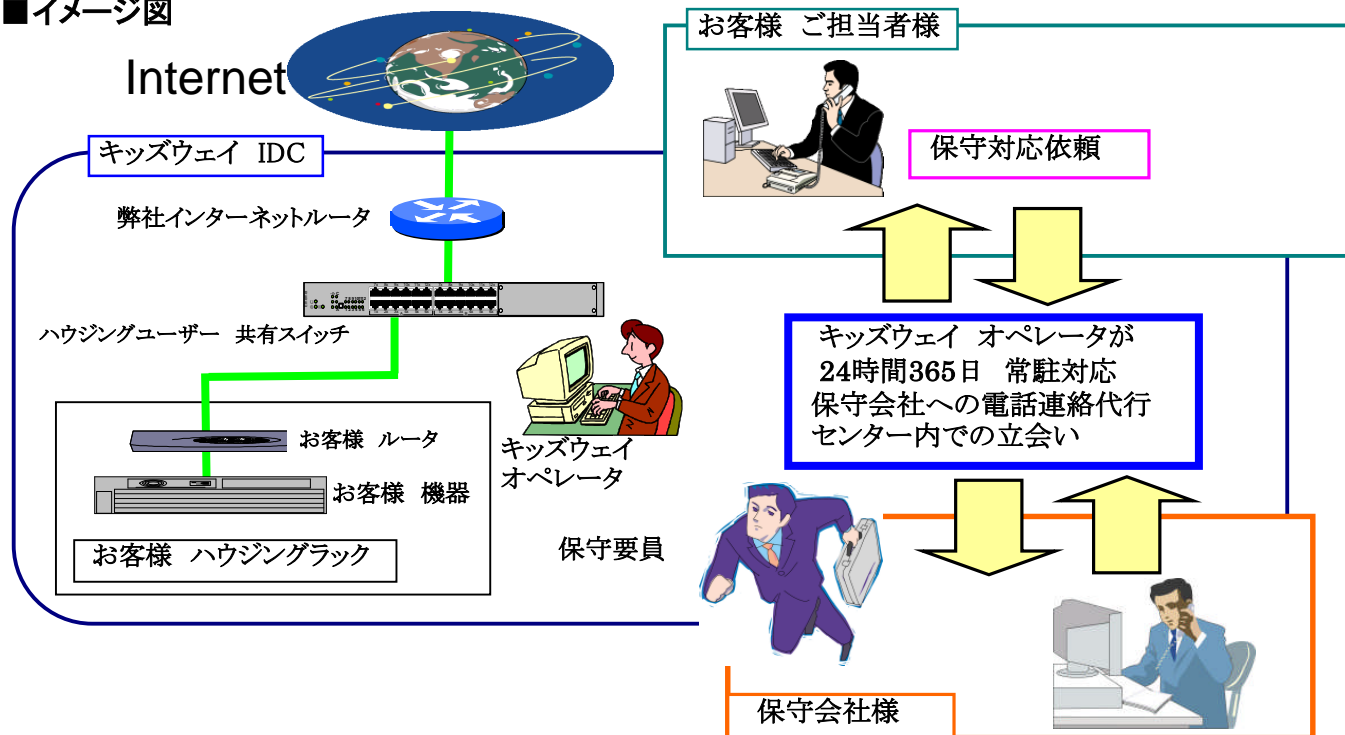 ■イメージ図
Internet
お客様 ご担当者様
保守対応依頼
キッズウェイ IDC
弊社インターネットルータ
ハウジングユーザー 共有スイッチ
お客様 ルータ
お客様 機器
お客様 ハウジングラック
キッズウェイ
オペレータ
保守要員
キッズウェイ オペレータが
24時間365日 常駐対応
保守会社への電話連絡代行
センター内での立会い
保守会社様